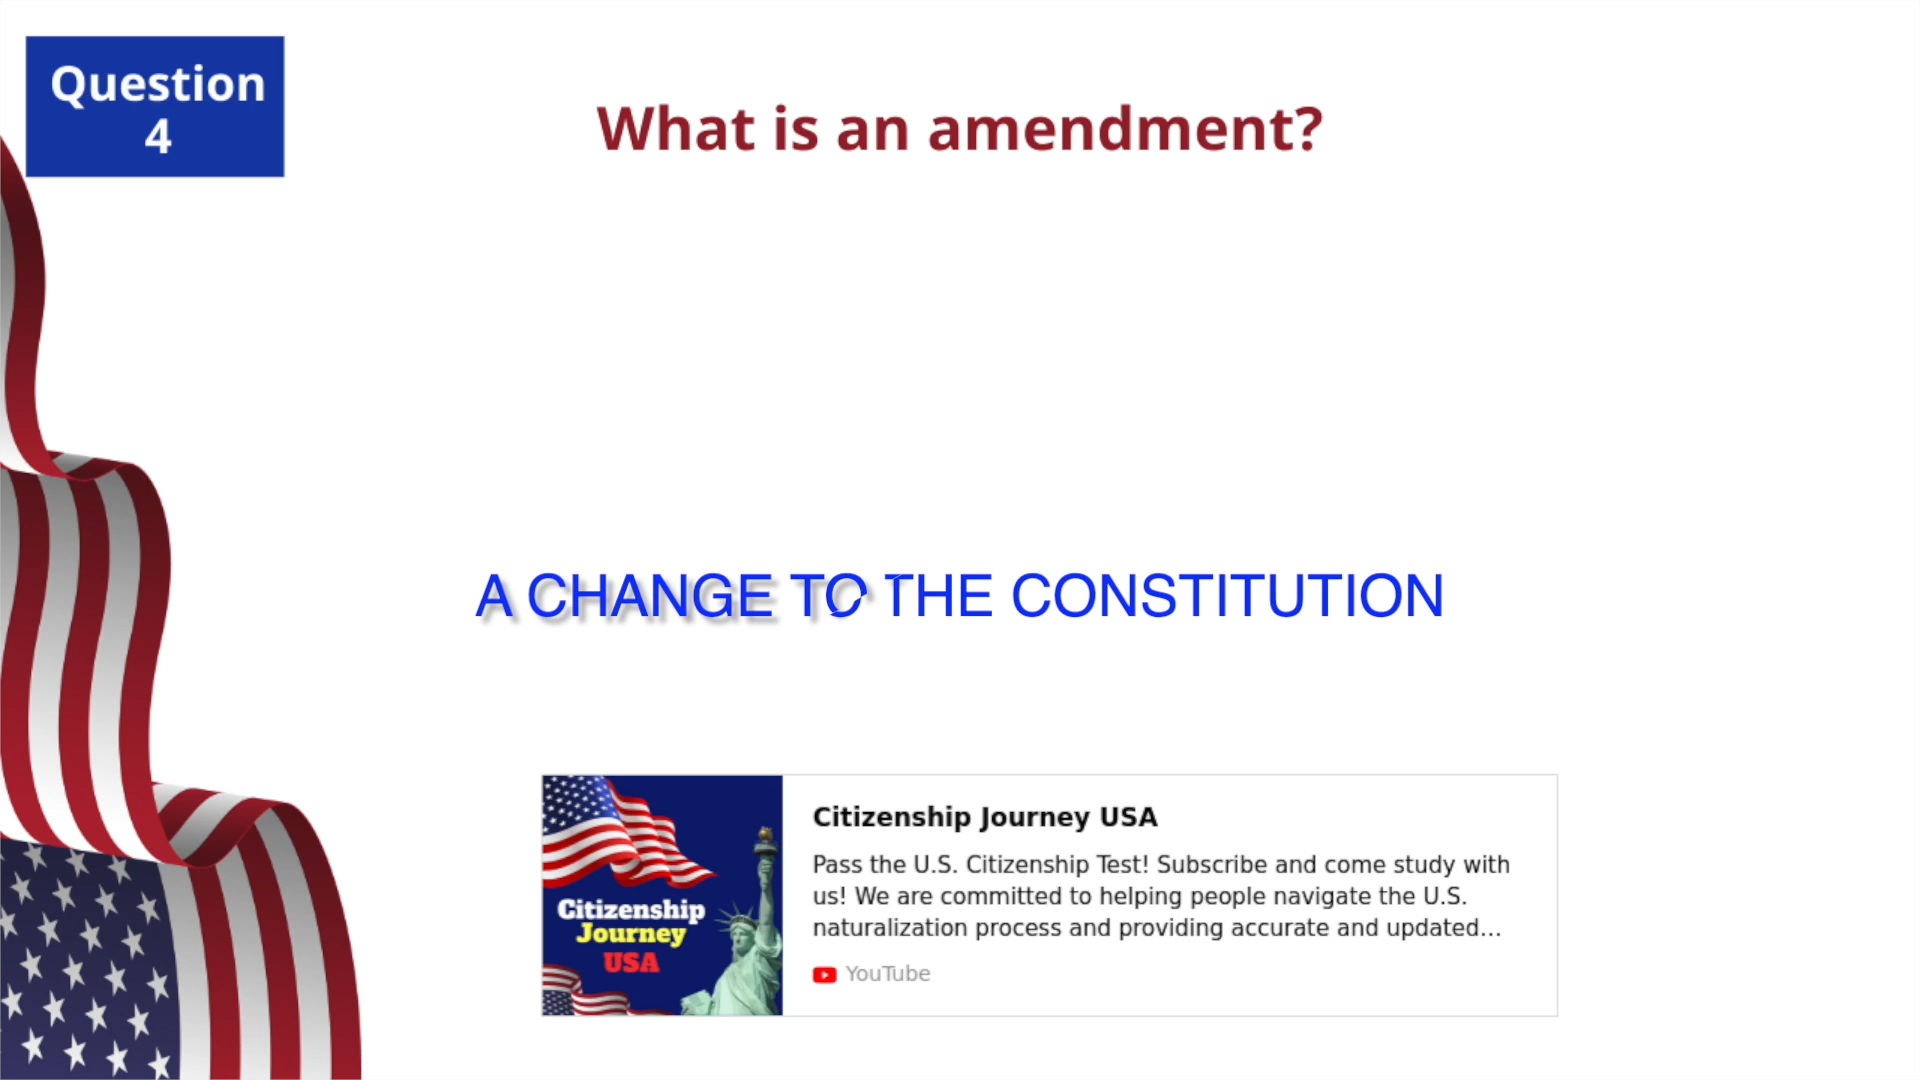 Question
4
What is an amendment?
A CHANGE TO THE CONSTITUTION
Citizenship
Journey
USA
Citizenship Journey USA
Pass the U.S. Citizenship Test! Subscribe and come study with
us! We are committed to helping people navigate the U.S.
naturalization process and providing accurate and updated...
YouTube